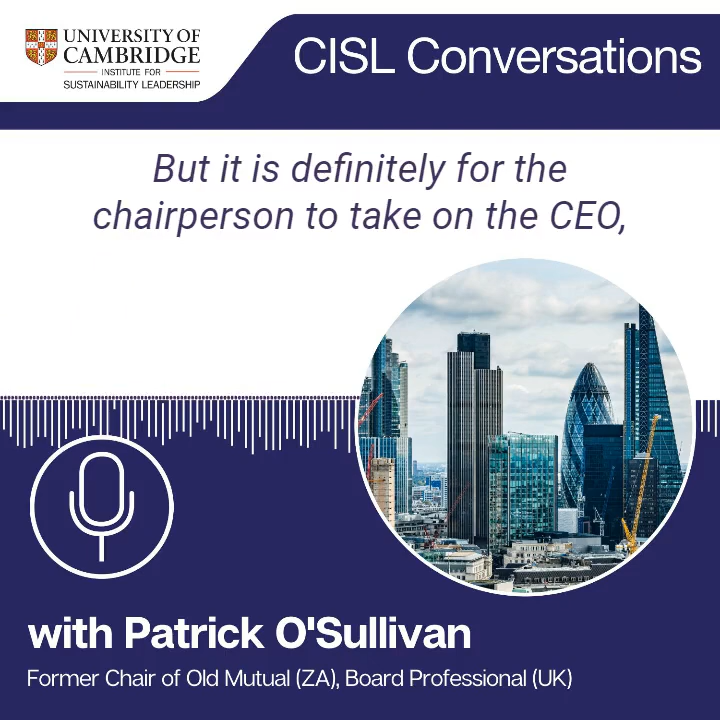 UNIVERSITY OF
CAMBRIDGE
INSTITUTE FOR
SUSTAINABILITY LEADERSHIP
CISL Conversations
But it is definitely for the
chairperson to take on the CEO,
with Patrick O'Sullivan
Former Chair of Old Mutual (ZA), Board Professional (UK)